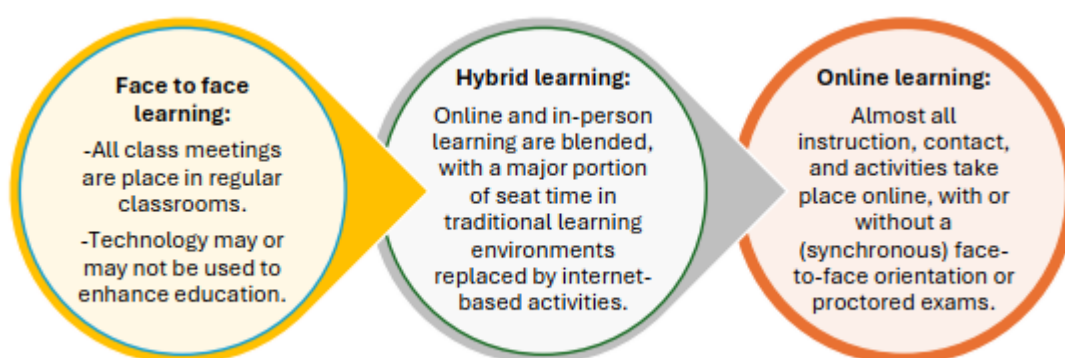 Face to face
learning:
-All class meetings
are place in regular
classrooms.
-Technology may or
may not be used to
enhance education.
Hybrid learning:
Online and in-person
learning are blended,
with a major portion
of seat time in
traditional learning
environments
replaced by internet-
based activities.
Online learning:
Almost all
instruction, contact,
and activities take
place online, with or
without a
(synchronous) face-
to-face orientation or
proctored exams.